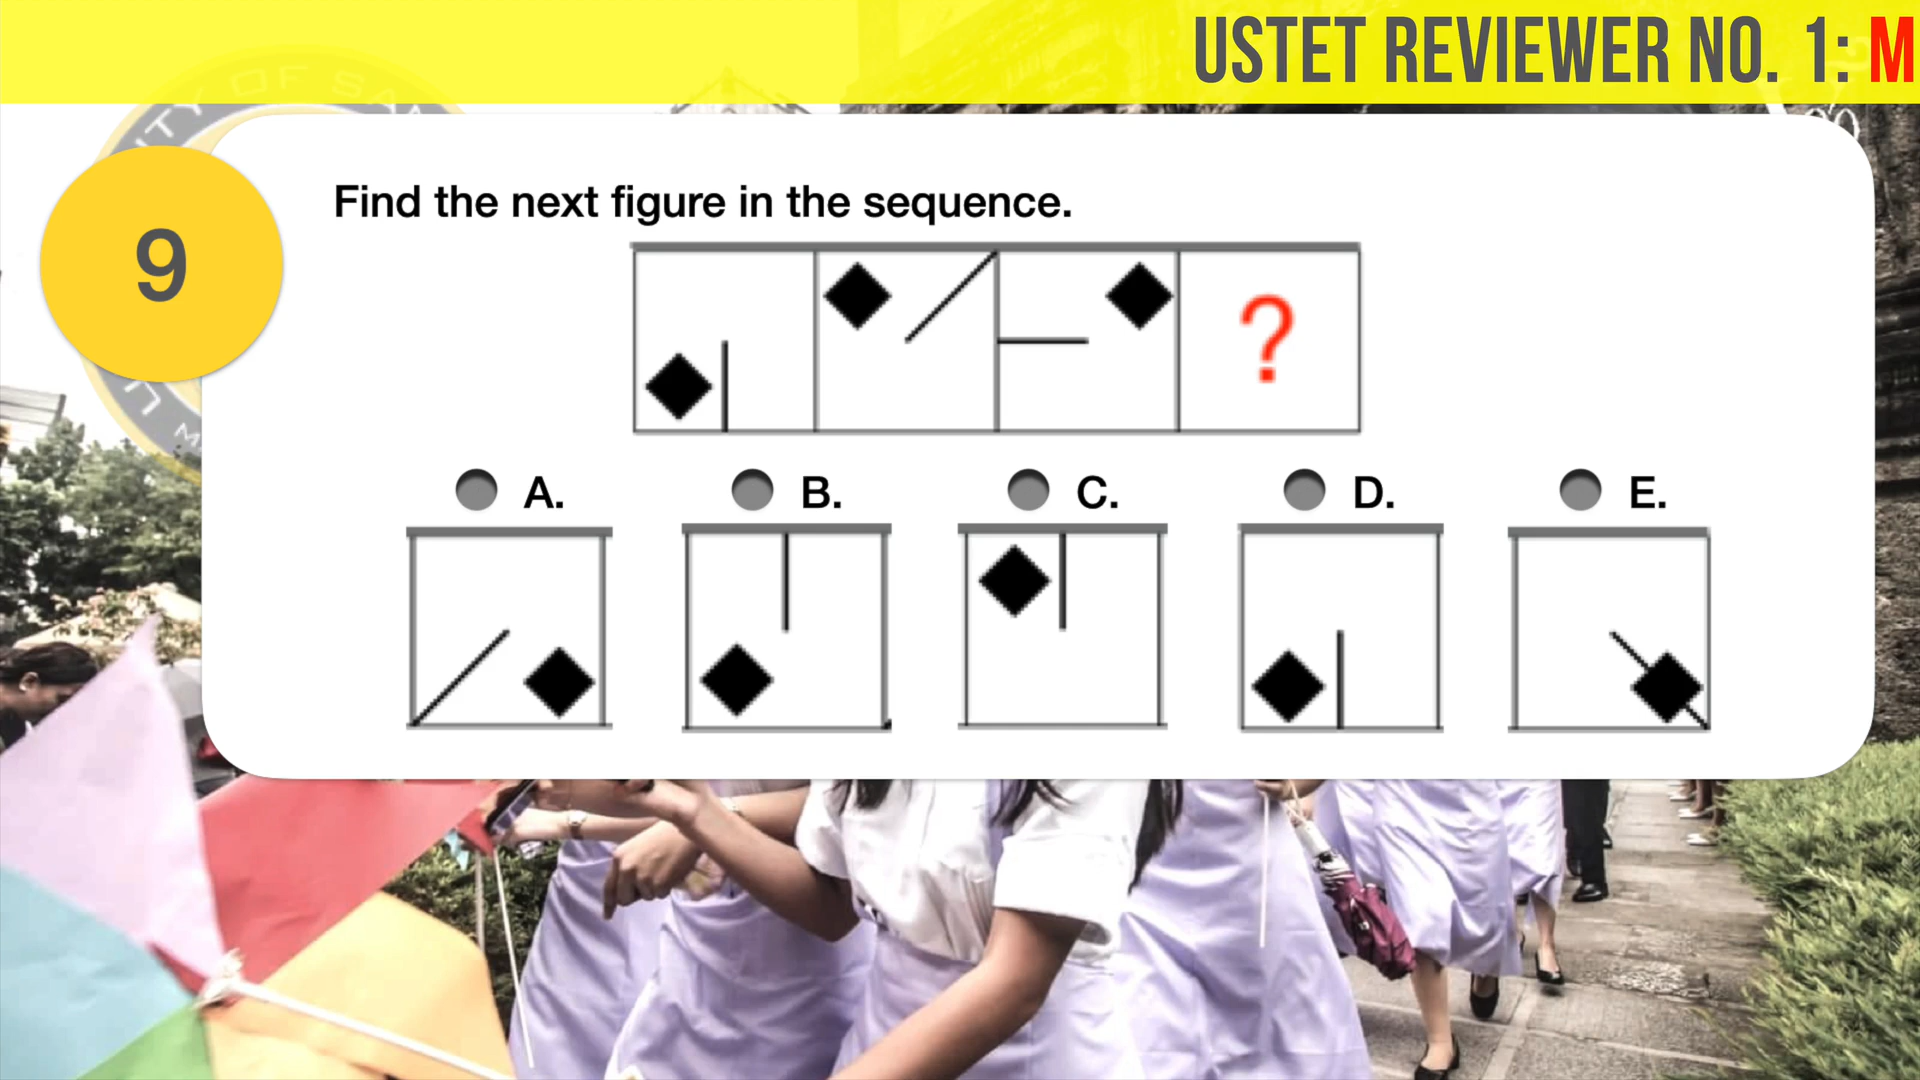 USTET REVIEWER NO. 1: M
9
Find the next figure in the sequence.
?
A. B. C. D. E.